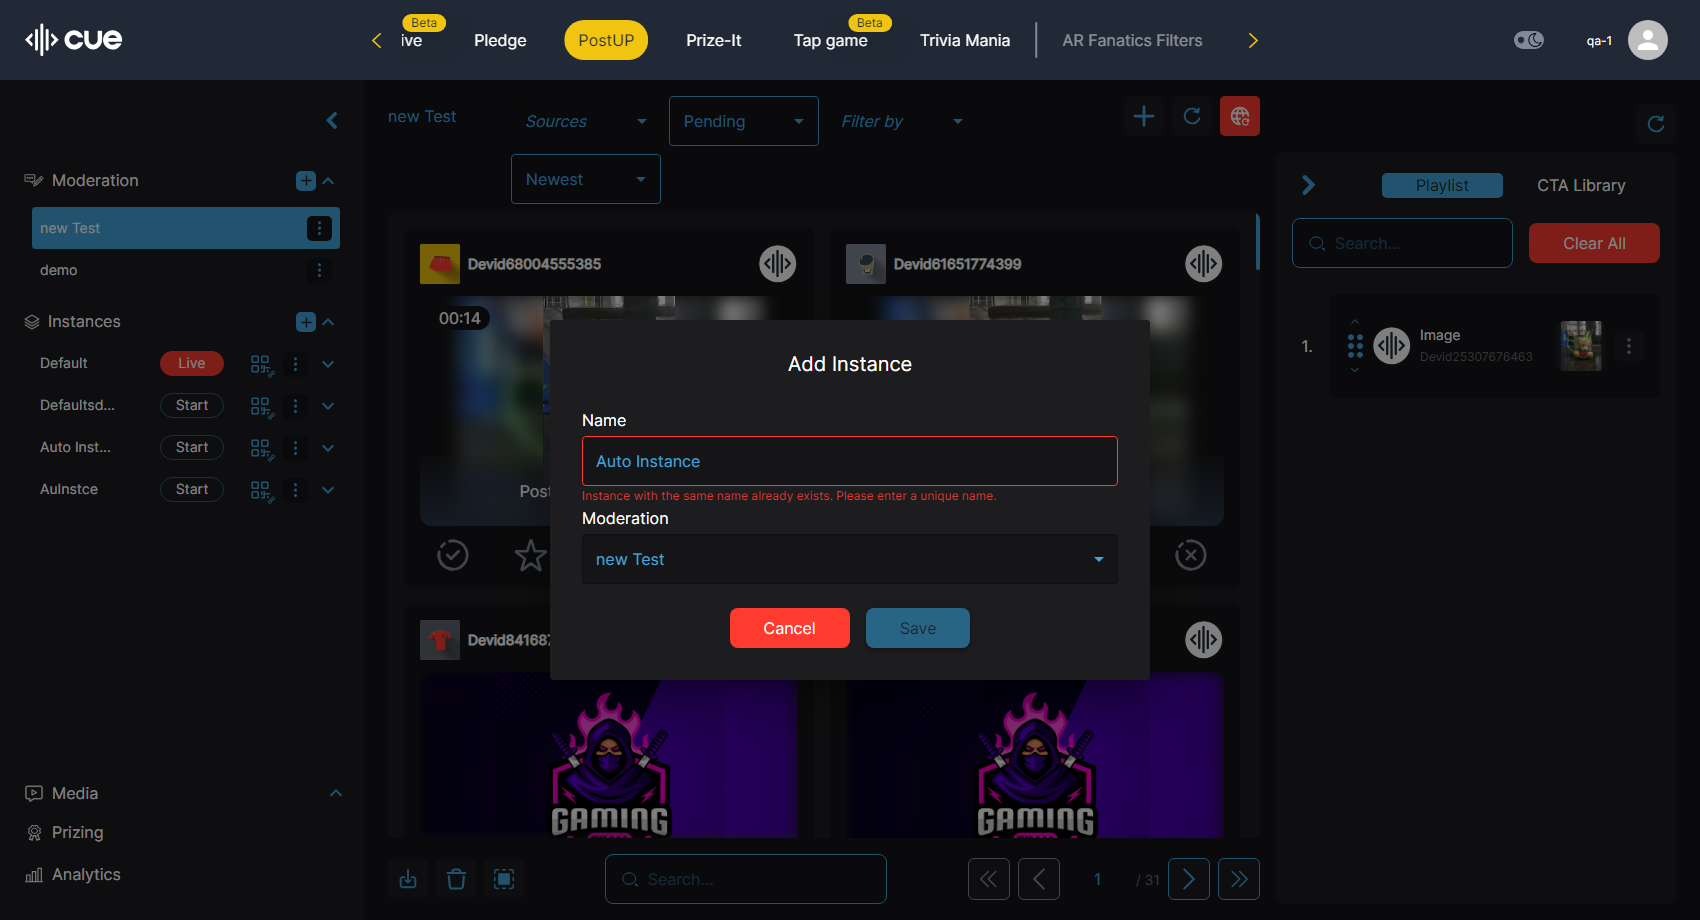 cue
ive
Beta
Pledge
PostUP
Prize-It
Tap game
Beta
Trivia Mania
AR Fanatics Filters
qa-1
Moderation
new Test
demo
Instances
Default
Live
Defaultsd...
Start
Auto Inst...
Start
AuInstce
Start
Media
Prizing
Analytics
new Test
Sources
Pending
Filter by
Newest
Devid68004555385
00:14
Post
Devid61651774399
Devid84168
GAMING
GAMING
Add Instance
Name
Auto Instance
Instance with the same name already exists. Please enter a unique name.
Moderation
new Test
Cancel
Save
Search...
1
/ 31
Playlist
CTA Library
Search...
Clear All
1.
Image
Devid25307676463